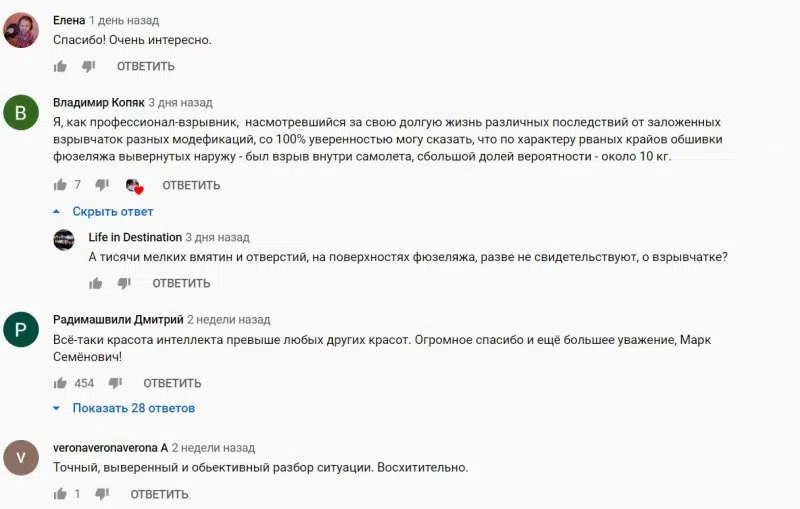 Елена 1 день назад
Спасибо! Очень интересно.
ОТВЕТИТЬ
В
Владимир Копяк 3 дня назад
Я, как профессионал-взрывник, насмотревшийся за свою долгую жизнь различных последствий от заложенных
взрывчаток разных модефикаций, со 100% уверенностью могу сказать, что по характеру рваных крайов обшивки
фюзеляжа вывернутых наружу - был взрыв внутри самолета, сбольшой долей вероятности - около 10 кг.
7 ОТВЕТИТЬ
Скрыть ответ
Life in Destination 3 дня назад
А тысячи мелких вмятин и отверстий, на поверхностях фюзеляжа, разве не свидетельствуют, о взрывчатке?
ОТВЕТИТЬ
Р
Радимашвили Дмитрий 2 недели назад
Всё-таки красота интеллекта превыше любых других красот. Огромное спасибо и ещё большее уважение, Марк
Семёнович!
454 ОТВЕТИТЬ
Показать 28 ответов
V
veronaveronaverona A 2 недели назад
Точный, выверенный и обьективный разбор ситуации. Восхитительно.
1 ОТВЕТИТЬ